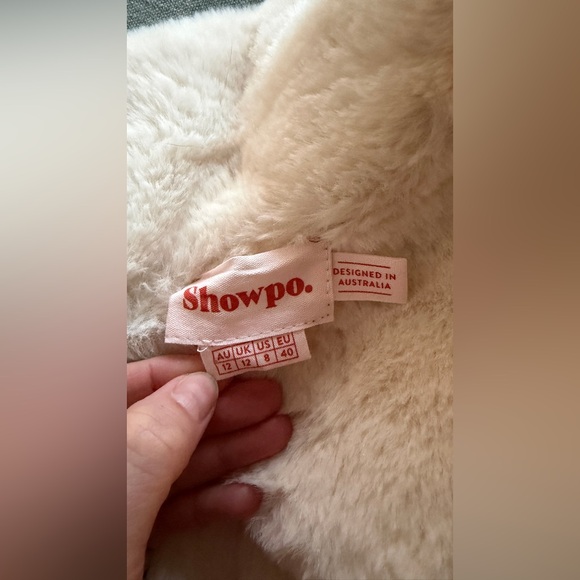 Showpo.
DESIGNED IN
AUSTRALIA
AU UK US EU
12 12 8 40